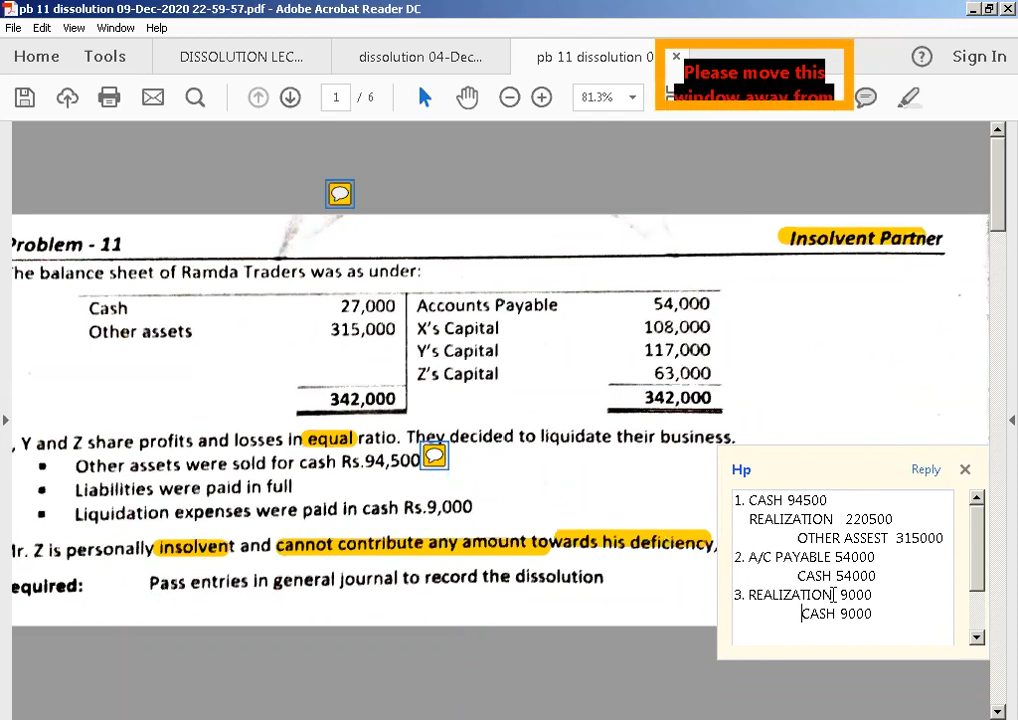 pb 11 dissolution 09-Dec-2020 22-59-57.pdf - Adobe Acrobat Reader DC
File Edit View Window Help
Home Tools DISSOLUTION LEC... dissolution 04-Dec... pb 11 dissolution 0
Please move this
window away from
Sign In
1 / 6 81.3%
Problem - 11
Insolvent Partner
The balance sheet of Ramda Traders was as under:
Cash 27,000 Accounts Payable 54,000
Other assets 315,000 X's Capital 108,000
Y's Capital 117,000
Z's Capital 63,000
342,000 342,000
, Y and Z share profits and losses in equal ratio. They decided to liquidate their business.
Other assets were sold for cash Rs.94,500
Liabilities were paid in full
Liquidation expenses were paid in cash Rs.9,000
Mr. Z is personally insolvent and cannot contribute any amount towards his deficiency,
equired: Pass entries in general journal to record the dissolution
Hp Reply
1. CASH 94500
REALIZATION 220500
OTHER ASSEST 315000
2. A/C PAYABLE 54000
CASH 54000
3. REALIZATION 9000
CASH 9000